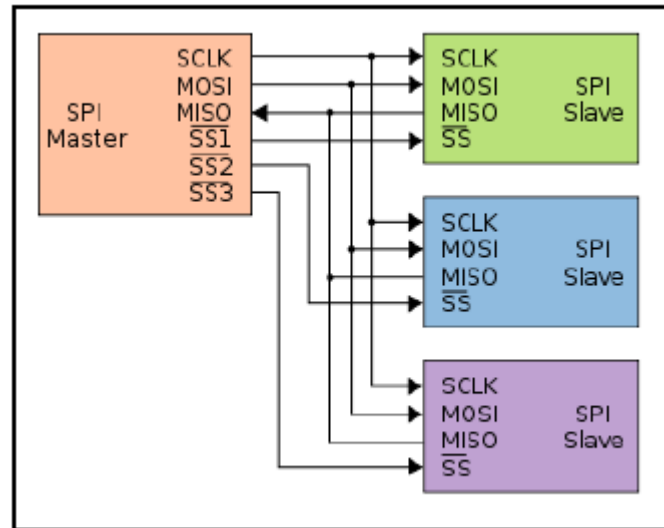 SPI
Master
SCLK
MOSI
MISO
SS1
SS2
SS3
SCLK
MOSI
MISO
SS
SPI
Slave
SCLK
MOSI
MISO
SS
SPI
Slave
SCLK
MOSI
MISO
SS
SPI
Slave